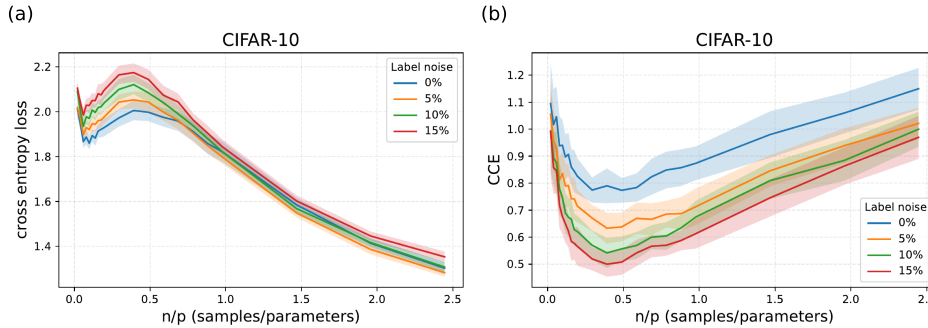 (a)
CIFAR-10
cross entropy loss
2.2
2.0
1.8
1.6
1.4
0.0 0.5 1.0 1.5 2.0 2.5
n/p (samples/parameters)
Label noise
0%
5%
10%
15%
(b)
CIFAR-10
CCE
1.2
1.1
1.0
0.9
0.8
0.7
0.6
0.5
0.0 0.5 1.0 1.5 2.0 2.
n/p (samples/parameters)
Label noise
0%
5%
10%
15%